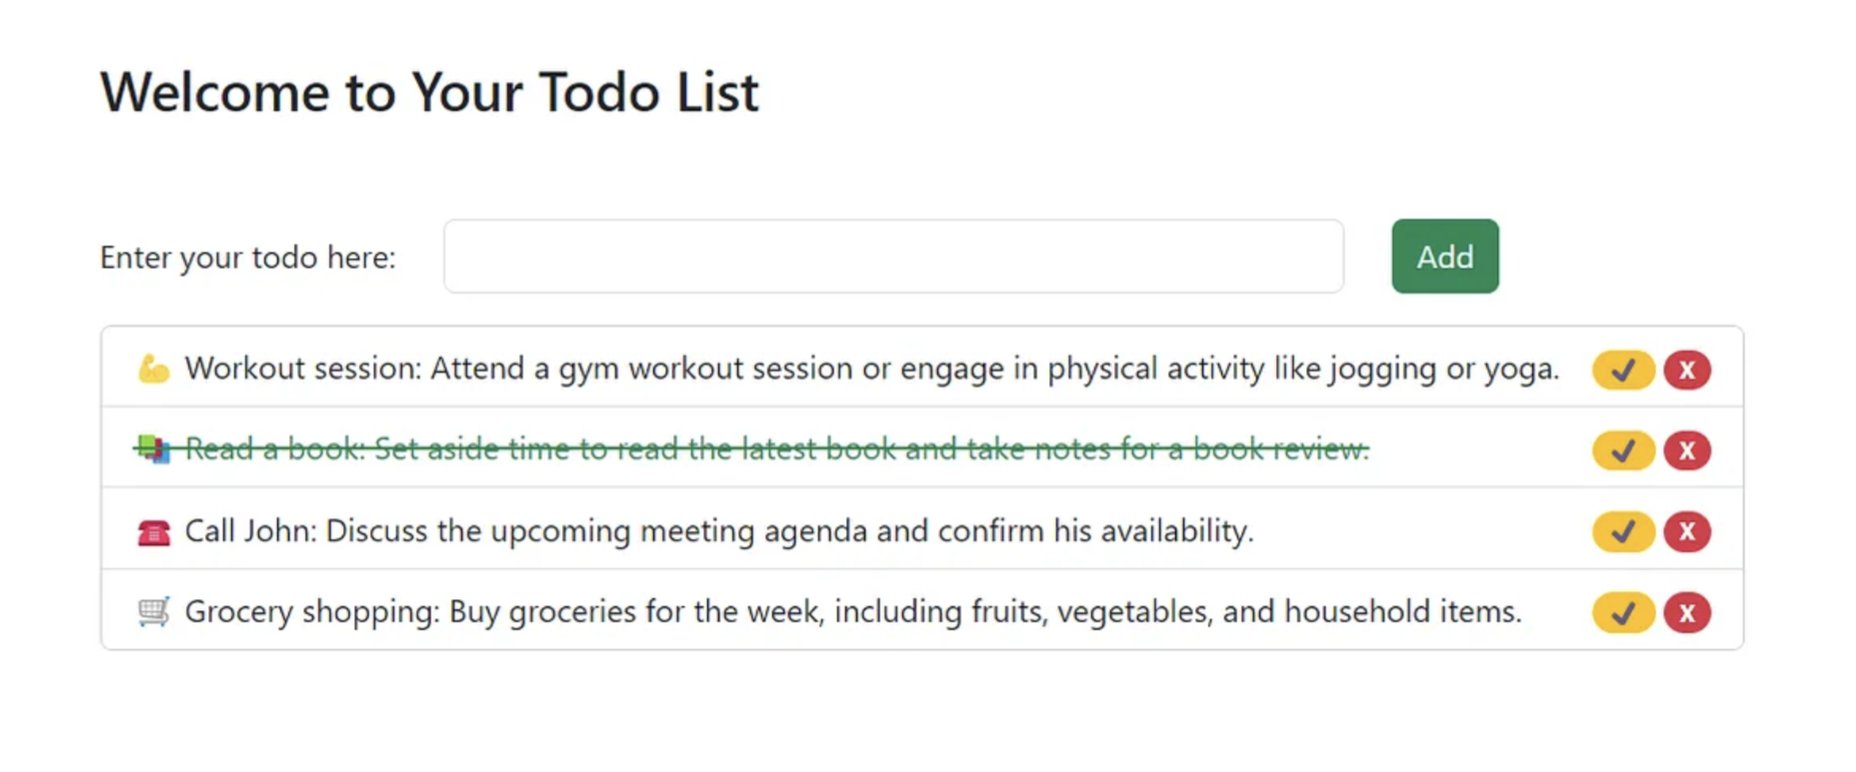 Welcome to Your Todo List
Enter your todo here:
Add
💪 Workout session: Attend a gym workout session or engage in physical activity like jogging or yoga. ✔ X
📚 Read a book: Set aside time to read the latest book and take notes for a book review. ✔ X
☎ Call John: Discuss the upcoming meeting agenda and confirm his availability. ✔ X
🛒 Grocery shopping: Buy groceries for the week, including fruits, vegetables, and household items. ✔ X